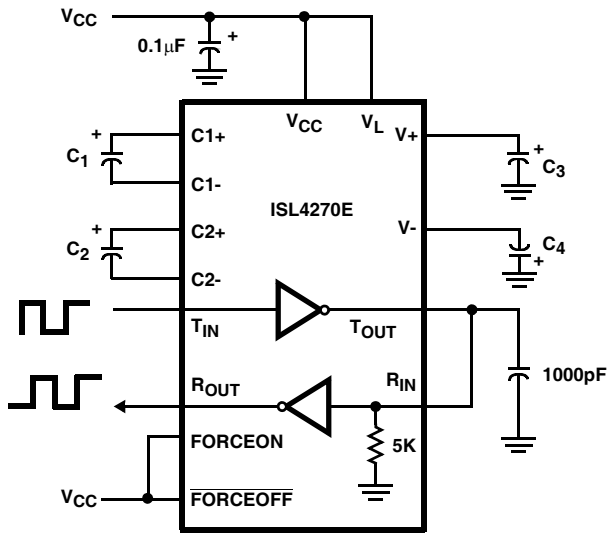 VCC
0.1µF +
VCC VL
+ C1+ V+ +
C1 C3
C1-
ISL4270E
+ C2+ V-
C2 C4
+
C2-
TIN TOUT
ROUT RIN 1000pF
FORCEON 5K
VCC FORCEOFF